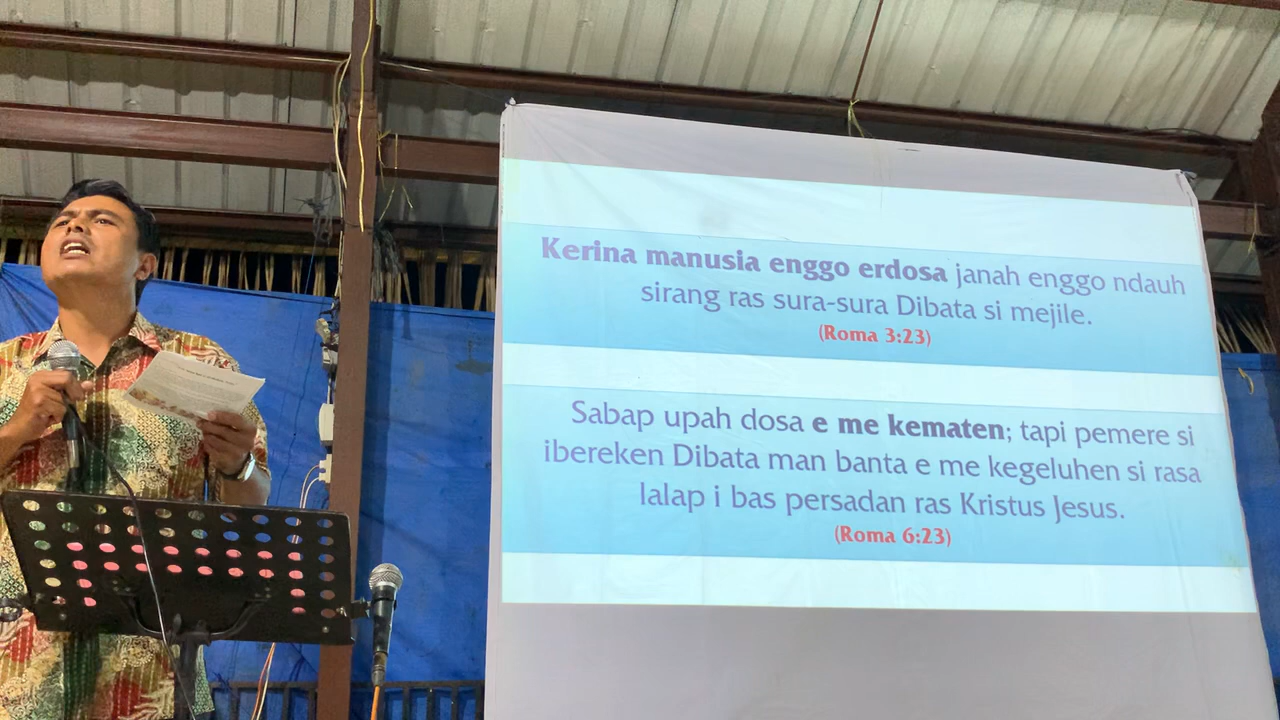 Kerina manusia enggo erdosa janah enggo ndauh
sirang ras sura-sura Dibata si mejile.
(Roma 3:23)
Sabap upah dosa e me kematen; tapi pemere si
ibereken Dibata man banta e me kegeluhen si rasa
lalap i bas persadan ras Kristus Jesus.
(Roma 6:23)